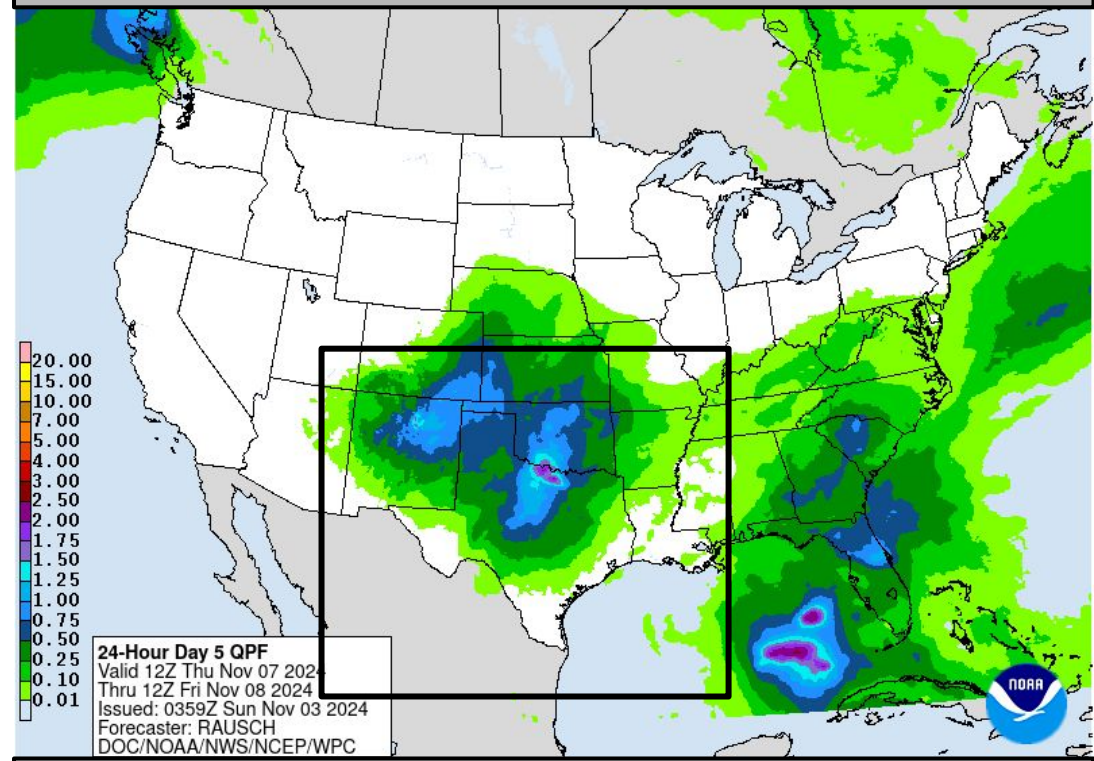 20.00
15.00
10.00
7.00
5.00
4.00
3.00
2.50
2.00
1.75
1.50
1.25
1.00
0.75
0.50
0.25
0.10
0.01
24-Hour Day 5 QPF
Valid 12Z Thu Nov 07 2024
Thru 12Z Fri Nov 08 2024
Issued: 0359Z Sun Nov 03 2024
Forecaster: RAUSCH
DOC/NOAA/NWS/NCEP/WPC
NOAA